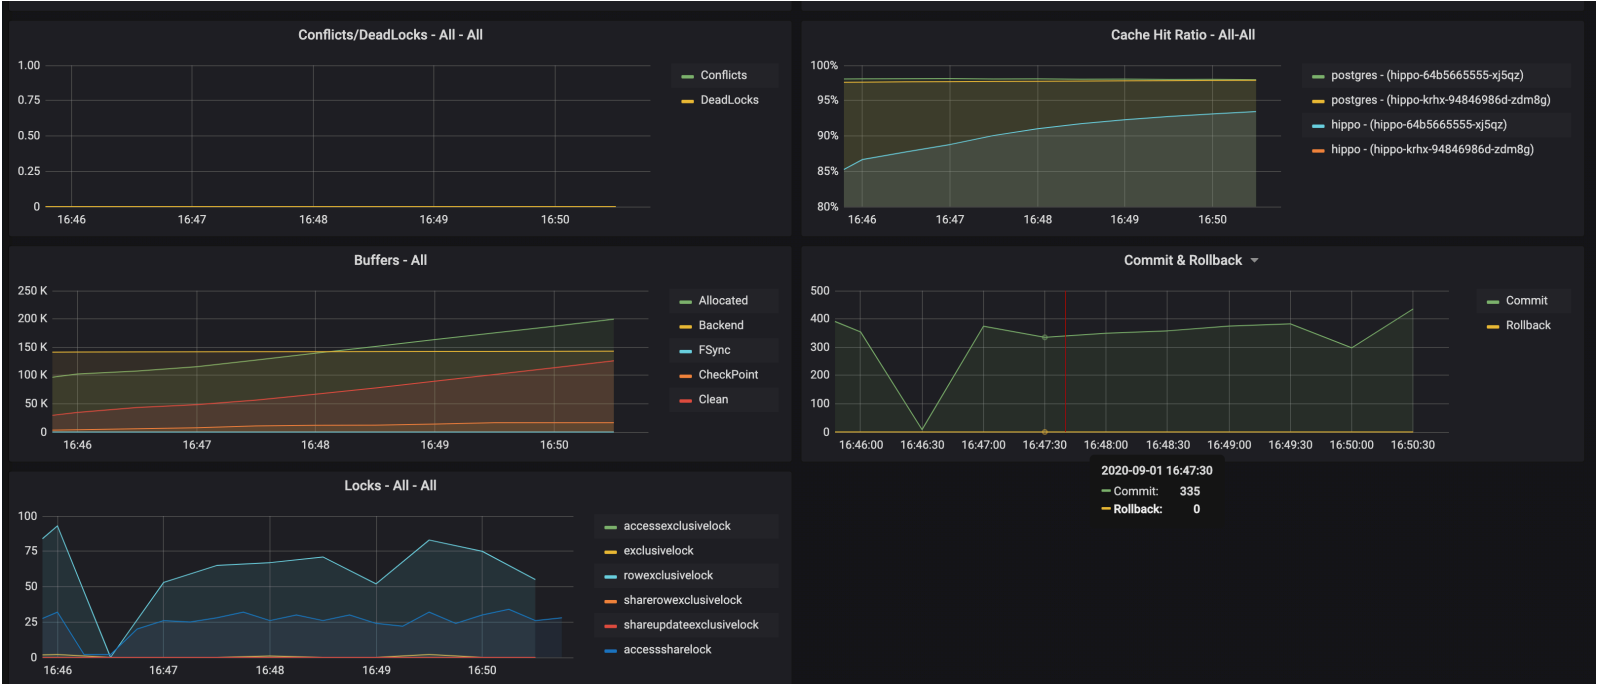 Conflicts/DeadLocks - All - All
1.00
0.75
0.50
0.25
0
16:46 16:47 16:48 16:49 16:50
Conflicts
DeadLocks
Cache Hit Ratio - All-All
100%
95%
90%
85%
80%
16:46 16:47 16:48 16:49 16:50
postgres - (hippo-64b5665555-xj5qz)
postgres - (hippo-krhx-94846986d-zdm8g)
hippo - (hippo-64b5665555-xj5qz)
hippo - (hippo-krhx-94846986d-zdm8g)
Buffers - All
250 K
200 K
150 K
100 K
50 K
0
16:46 16:47 16:48 16:49 16:50
Allocated
Backend
FSync
CheckPoint
Clean
Commit & Rollback
500
400
300
200
100
0
16:46:00 16:46:30 16:47:00 16:47:30 16:48:00 16:48:30 16:49:00 16:49:30 16:50:00 16:50:30
Commit
Rollback
2020-09-01 16:47:30
Commit: 335
Rollback: 0
Locks - All - All
100
75
50
25
0
16:46 16:47 16:48 16:49 16:50
accessexclusivelock
exclusivelock
rowexclusivelock
sharerowexclusivelock
shareupdateexclusivelock
accesssharelock